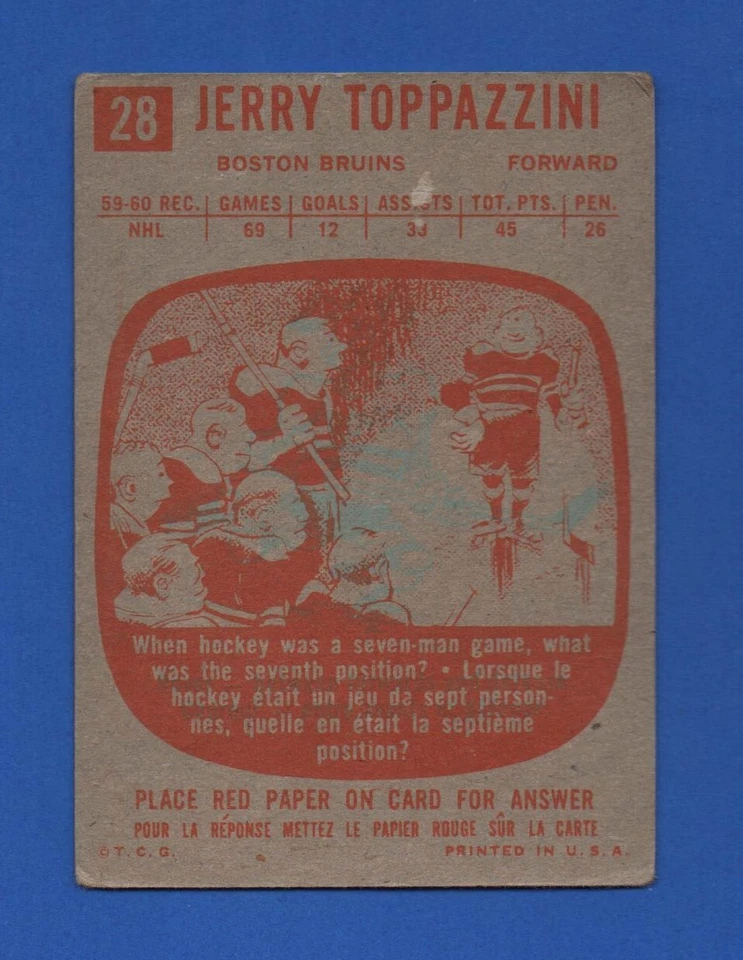 28 JERRY TOPPAZZINI
BOSTON BRUINS FORWARD
59-60 REC. GAMES GOALS TOT. PTS. PEN.
NHL 69 12 45 26
When hockey was a seven-man game, what
was the seventh position? • Lorsque le
hockey était un jeu de sept person-
nes, quelle en était la septième
position?
PLACE RED PAPER ON CARD FOR ANSWER
POUR LA RÉPONSE METTEZ LE PAPIER ROUGE SÛR LA CARTE
© T. C. G. PRINTED IN U. S. A.